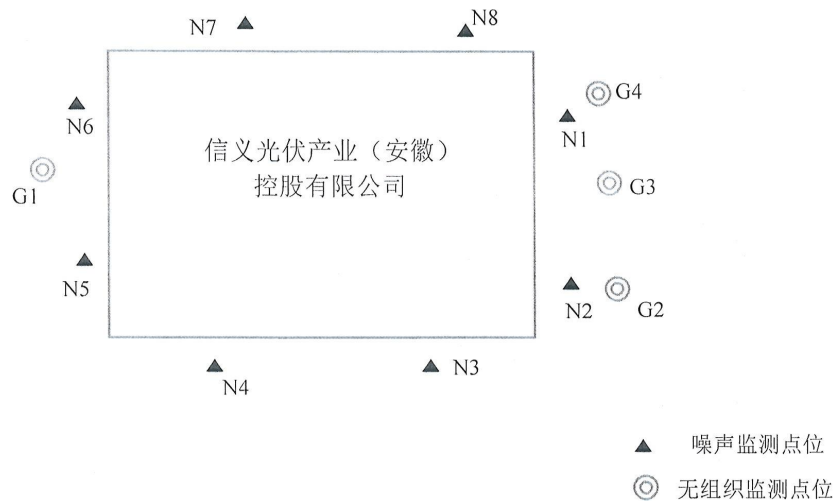 N7
N8
N6
G4
N1
信义光伏产业（安徽）
控股有限公司
G1
G3
N5
N2
G2
N4
N3
噪声监测点位
无组织监测点位